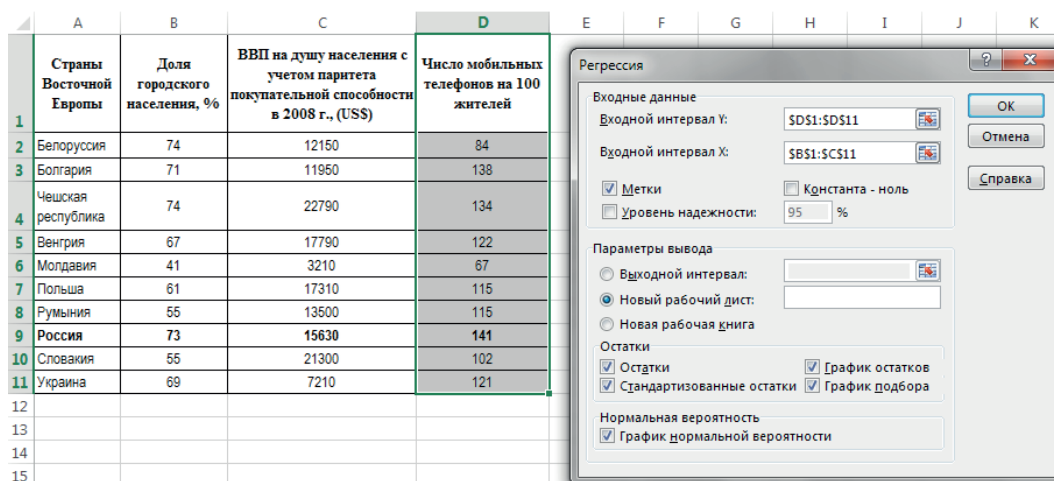 A B C D E F G H I J K
1 Страны Восточной Европы Доля городского населения, % ВВП на душу населения с учетом паритета покупательной способности в 2008 г., (US$) Число мобильных телефонов на 100 жителей
2 Белоруссия 74 12150 84
3 Болгария 71 11950 138
4 Чешская республика 74 22790 134
5 Венгрия 67 17790 122
6 Молдавия 41 3210 67
7 Польша 61 17310 115
8 Румыния 55 13500 115
9 Россия 73 15630 141
10 Словакия 55 21300 102
11 Украина 69 7210 121
12
13
14
15
Регрессия ? X
Входные данные
Входной интервал Y: $D$1:$D$11
Входной интервал X: $B$1:$C$11
Метки Константа - ноль
Уровень надежности: 95 %
Параметры вывода
Выходной интервал:
Новый рабочий лист:
Новая рабочая книга
Остатки
Остатки График остатков
Стандартизованные остатки График подбора
Нормальная вероятность
График нормальной вероятности
ОК
Отмена
Справка